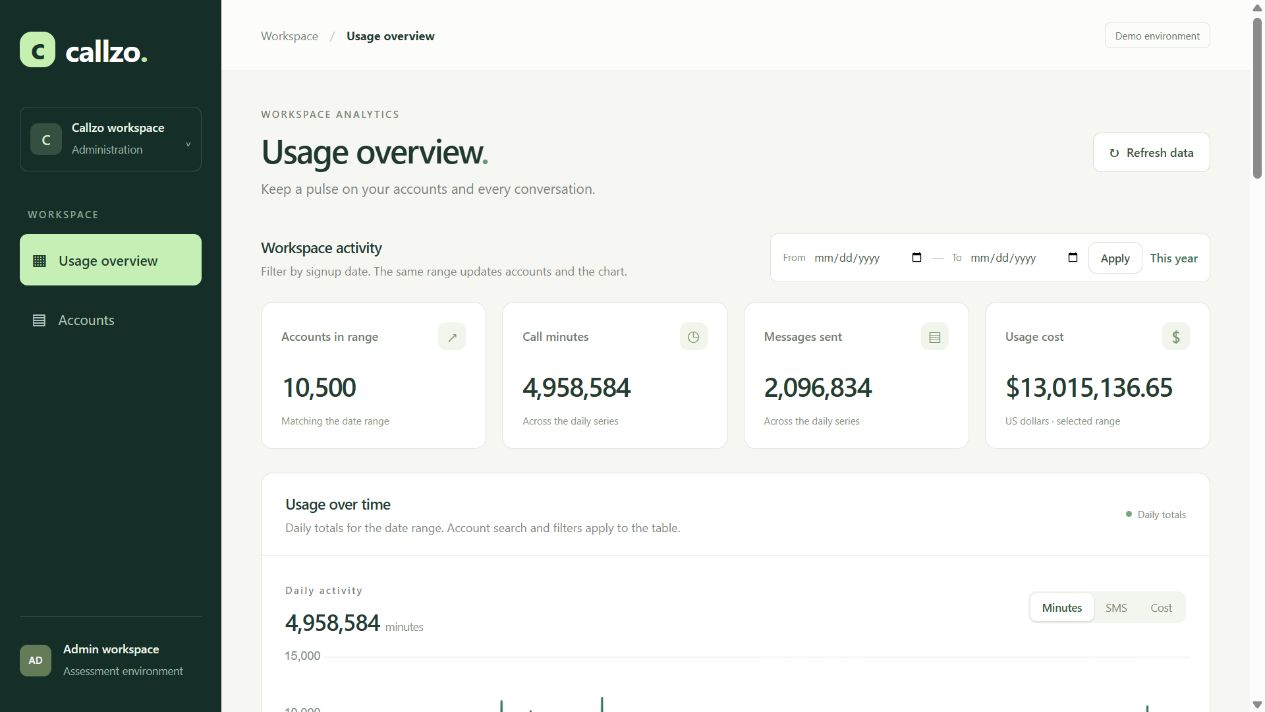 C callzo.
C
Callzo workspace
Administration
WORKSPACE
Usage overview
Accounts
AD
Admin workspace
Assessment environment
Workspace / Usage overview
Demo environment
WORKSPACE ANALYTICS
Usage overview.
Keep a pulse on your accounts and every conversation.
↻ Refresh data
Workspace activity
Filter by signup date. The same range updates accounts and the chart.
From mm/dd/yyyy — To mm/dd/yyyy Apply This year
Accounts in range ↗
10,500
Matching the date range
Call minutes
4,958,584
Across the daily series
Messages sent
2,096,834
Across the daily series
Usage cost $
$13,015,136.65
US dollars · selected range
Usage over time
Daily totals for the date range. Account search and filters apply to the table.
Daily totals
Daily activity
4,958,584 minutes
Minutes SMS Cost
15,000
10,000